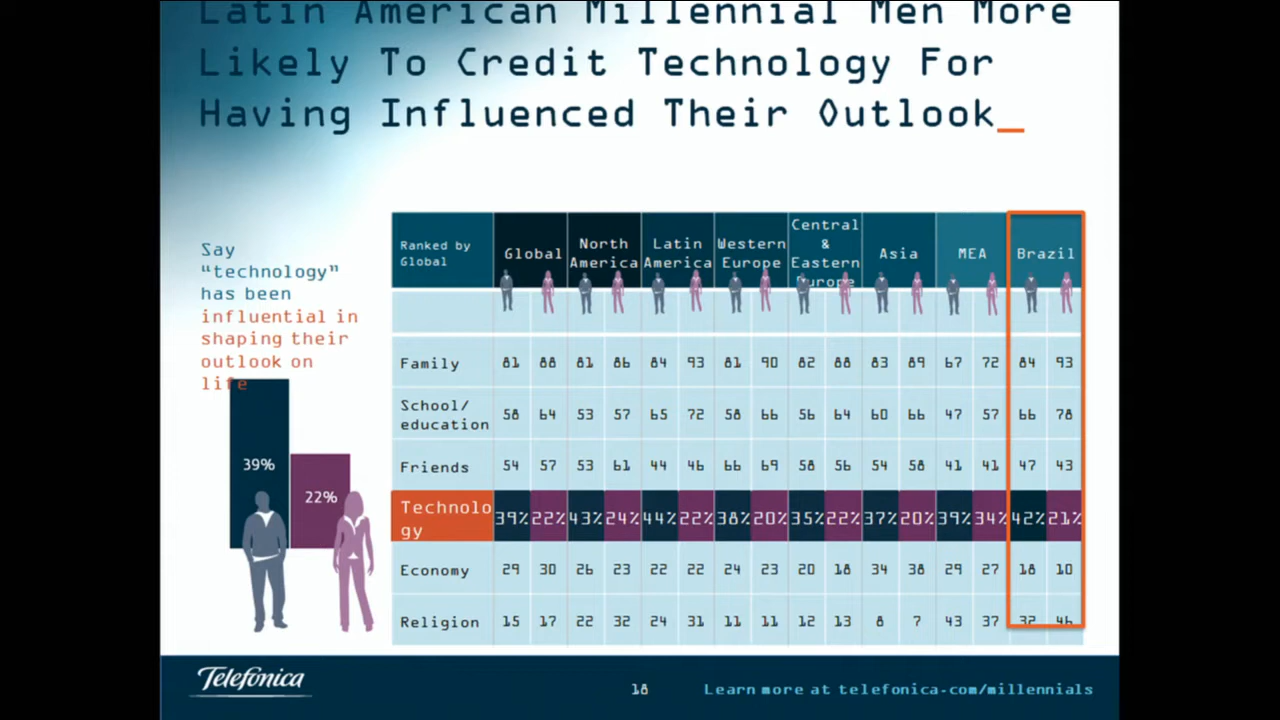 Latin American Millennial Men More
Likely To Credit Technology For
Having Influenced Their Outlook_
Say
“technology”
has been
influential in
shaping their
outlook on
life
39%
22%
Ranked by
Global
Global
North
America
Latin
America
Western
Europe
Central
&
Eastern
Europe
Asia
MEA
Brazil
Family 81 88 81 86 84 93 81 90 82 88 83 89 67 72 84 93
School/
education 58 64 53 57 65 72 58 66 56 64 60 66 47 57 66 78
Friends 54 57 53 61 44 46 66 69 58 56 54 58 41 41 47 43
Technolo
gy 39% 22% 43% 24% 44% 22% 38% 20% 35% 22% 37% 20% 39% 34% 42% 21%
Economy 29 30 26 23 22 22 24 23 20 18 34 38 29 27 18 10
Religion 15 17 22 32 24 31 11 11 12 13 8 7 43 37 32 46
Telefónica
18
Learn more at telefonica.com/millennials